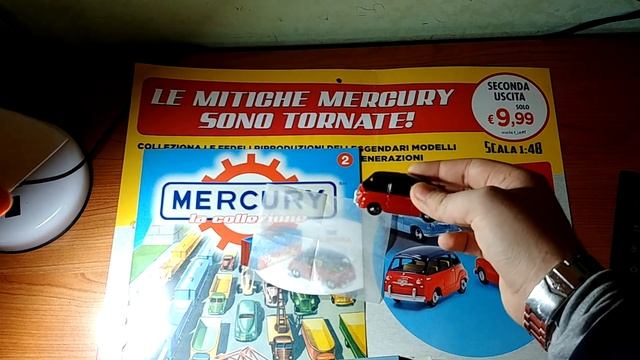 LE MITICHE MERCURY
SONO TORNATE!
SECONDA
USCITA
SOLO
€9,99
COLLEZIONA LE FEDELI RIPRODUZIONI DEI LEGGENDARI MODELLI
GENERAZIONI
SCALA 1:48
2
MERCURY
la collezione